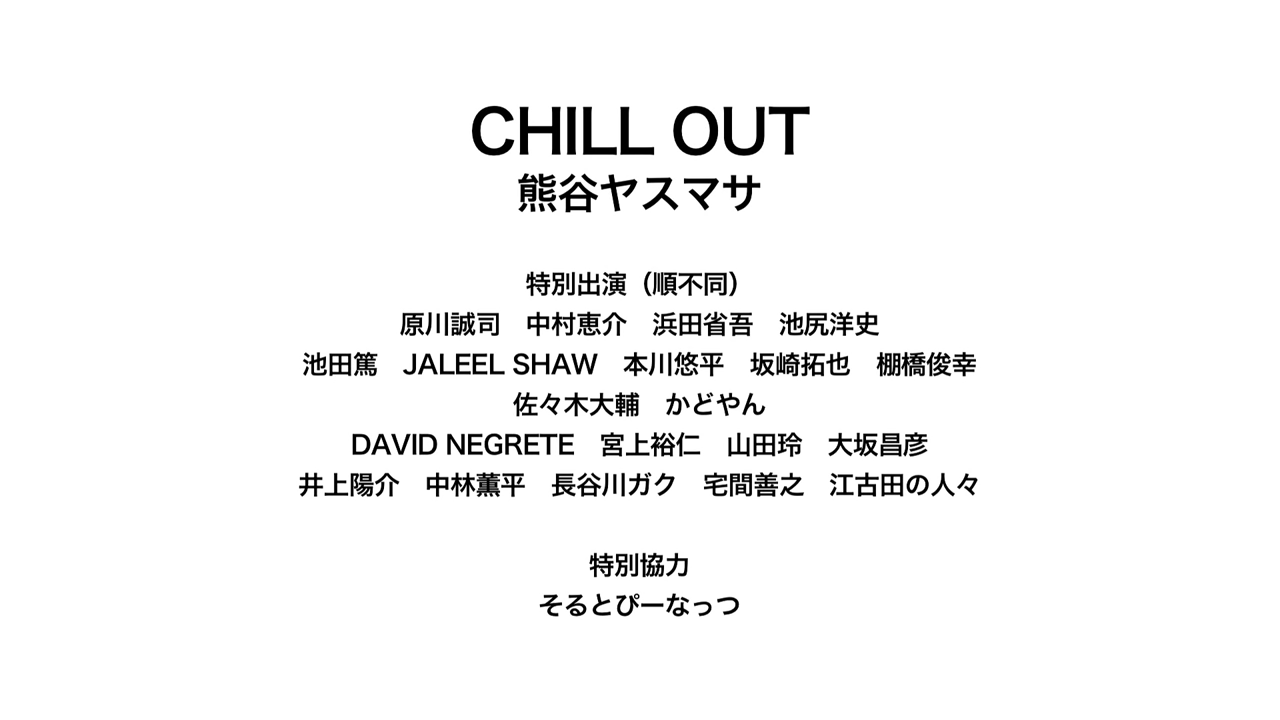 CHILL OUT
熊谷ヤスマサ
特別出演（順不同）
原川誠司　中村恵介　浜田省吾　池尻洋史
池田篤　JALEEL SHAW　本川悠平　坂崎拓也　棚橋俊幸
佐々木大輔　かどやん
DAVID NEGRETE　宮上裕仁　山田玲　大坂昌彦
井上陽介　中林薫平　長谷川ガク　宅間善之　江古田の人々
特別協力
そるとぴーなっつ